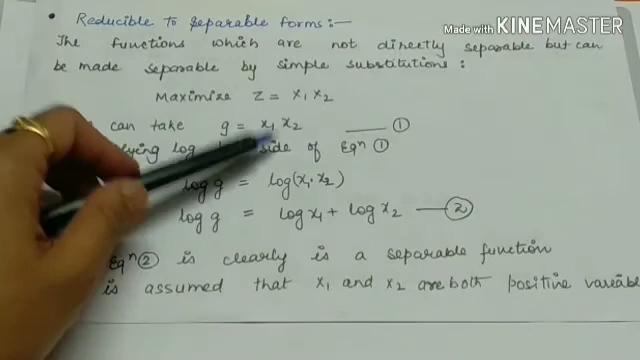 Made with KINEMASTER
• Reducible to Separable forms:—
The functions which are not directly separable but can
be made separable by simple substitutions:
Maximize Z = x₁ x₂
can take g = x₁ x₂ —— ①
log side of Eqⁿ ①
log g = log(x₁·x₂)
log g = log x₁ + log x₂ —— ②
Eqⁿ ② is clearly is a separable function
is assumed that x₁ and x₂ are both positive variable